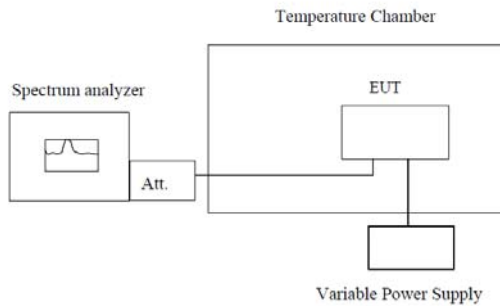 Temperature Chamber
Spectrum analyzer
EUT
Att.
Variable Power Supply